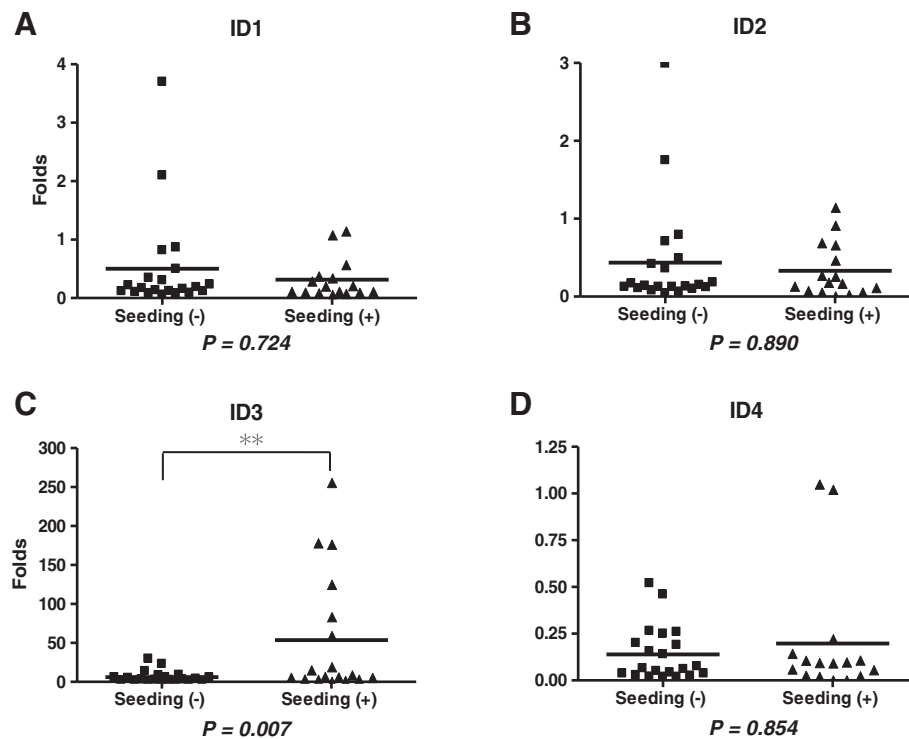 A
ID1
4
3
2
1
0
Folds
Seeding (-)
Seeding (+)
P = 0.724
B
ID2
3
2
1
0
Seeding (-)
Seeding (+)
P = 0.890
C
ID3
**
300
250
200
150
100
50
0
Folds
Seeding (-)
Seeding (+)
P = 0.007
D
ID4
1.25
1.00
0.75
0.50
0.25
0.00
Seeding (-)
Seeding (+)
P = 0.854